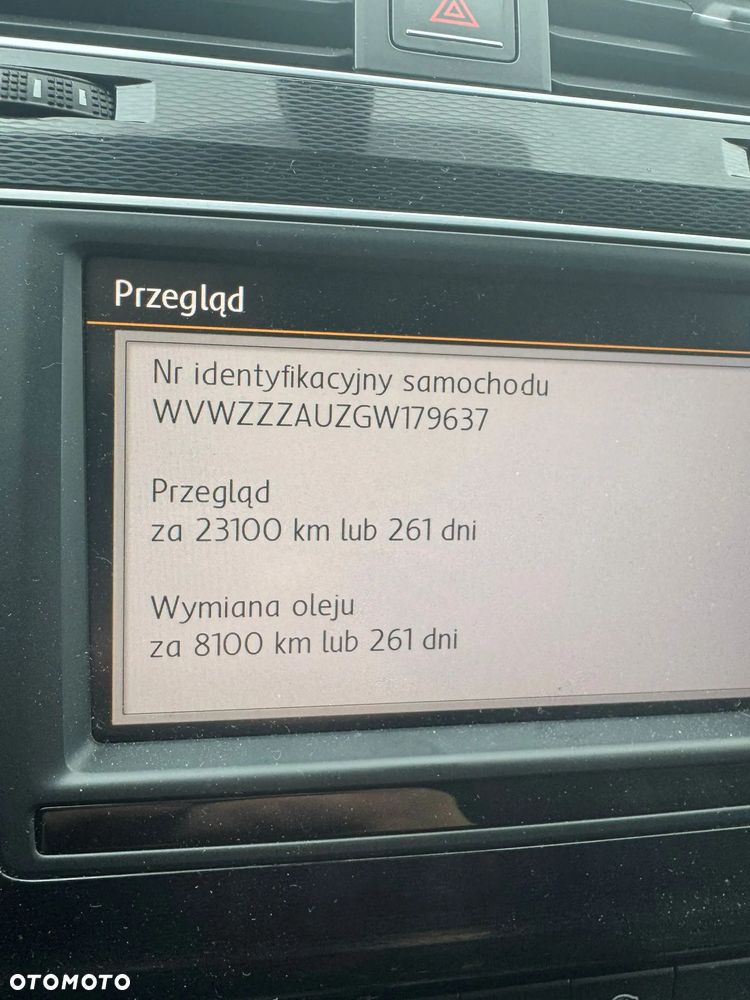 Przegląd
Nr identyfikacyjny samochodu
WVWZZZAUZGW179637
Przegląd
za 23100 km lub 261 dni
Wymiana oleju
za 8100 km lub 261 dni
OTOMOTO